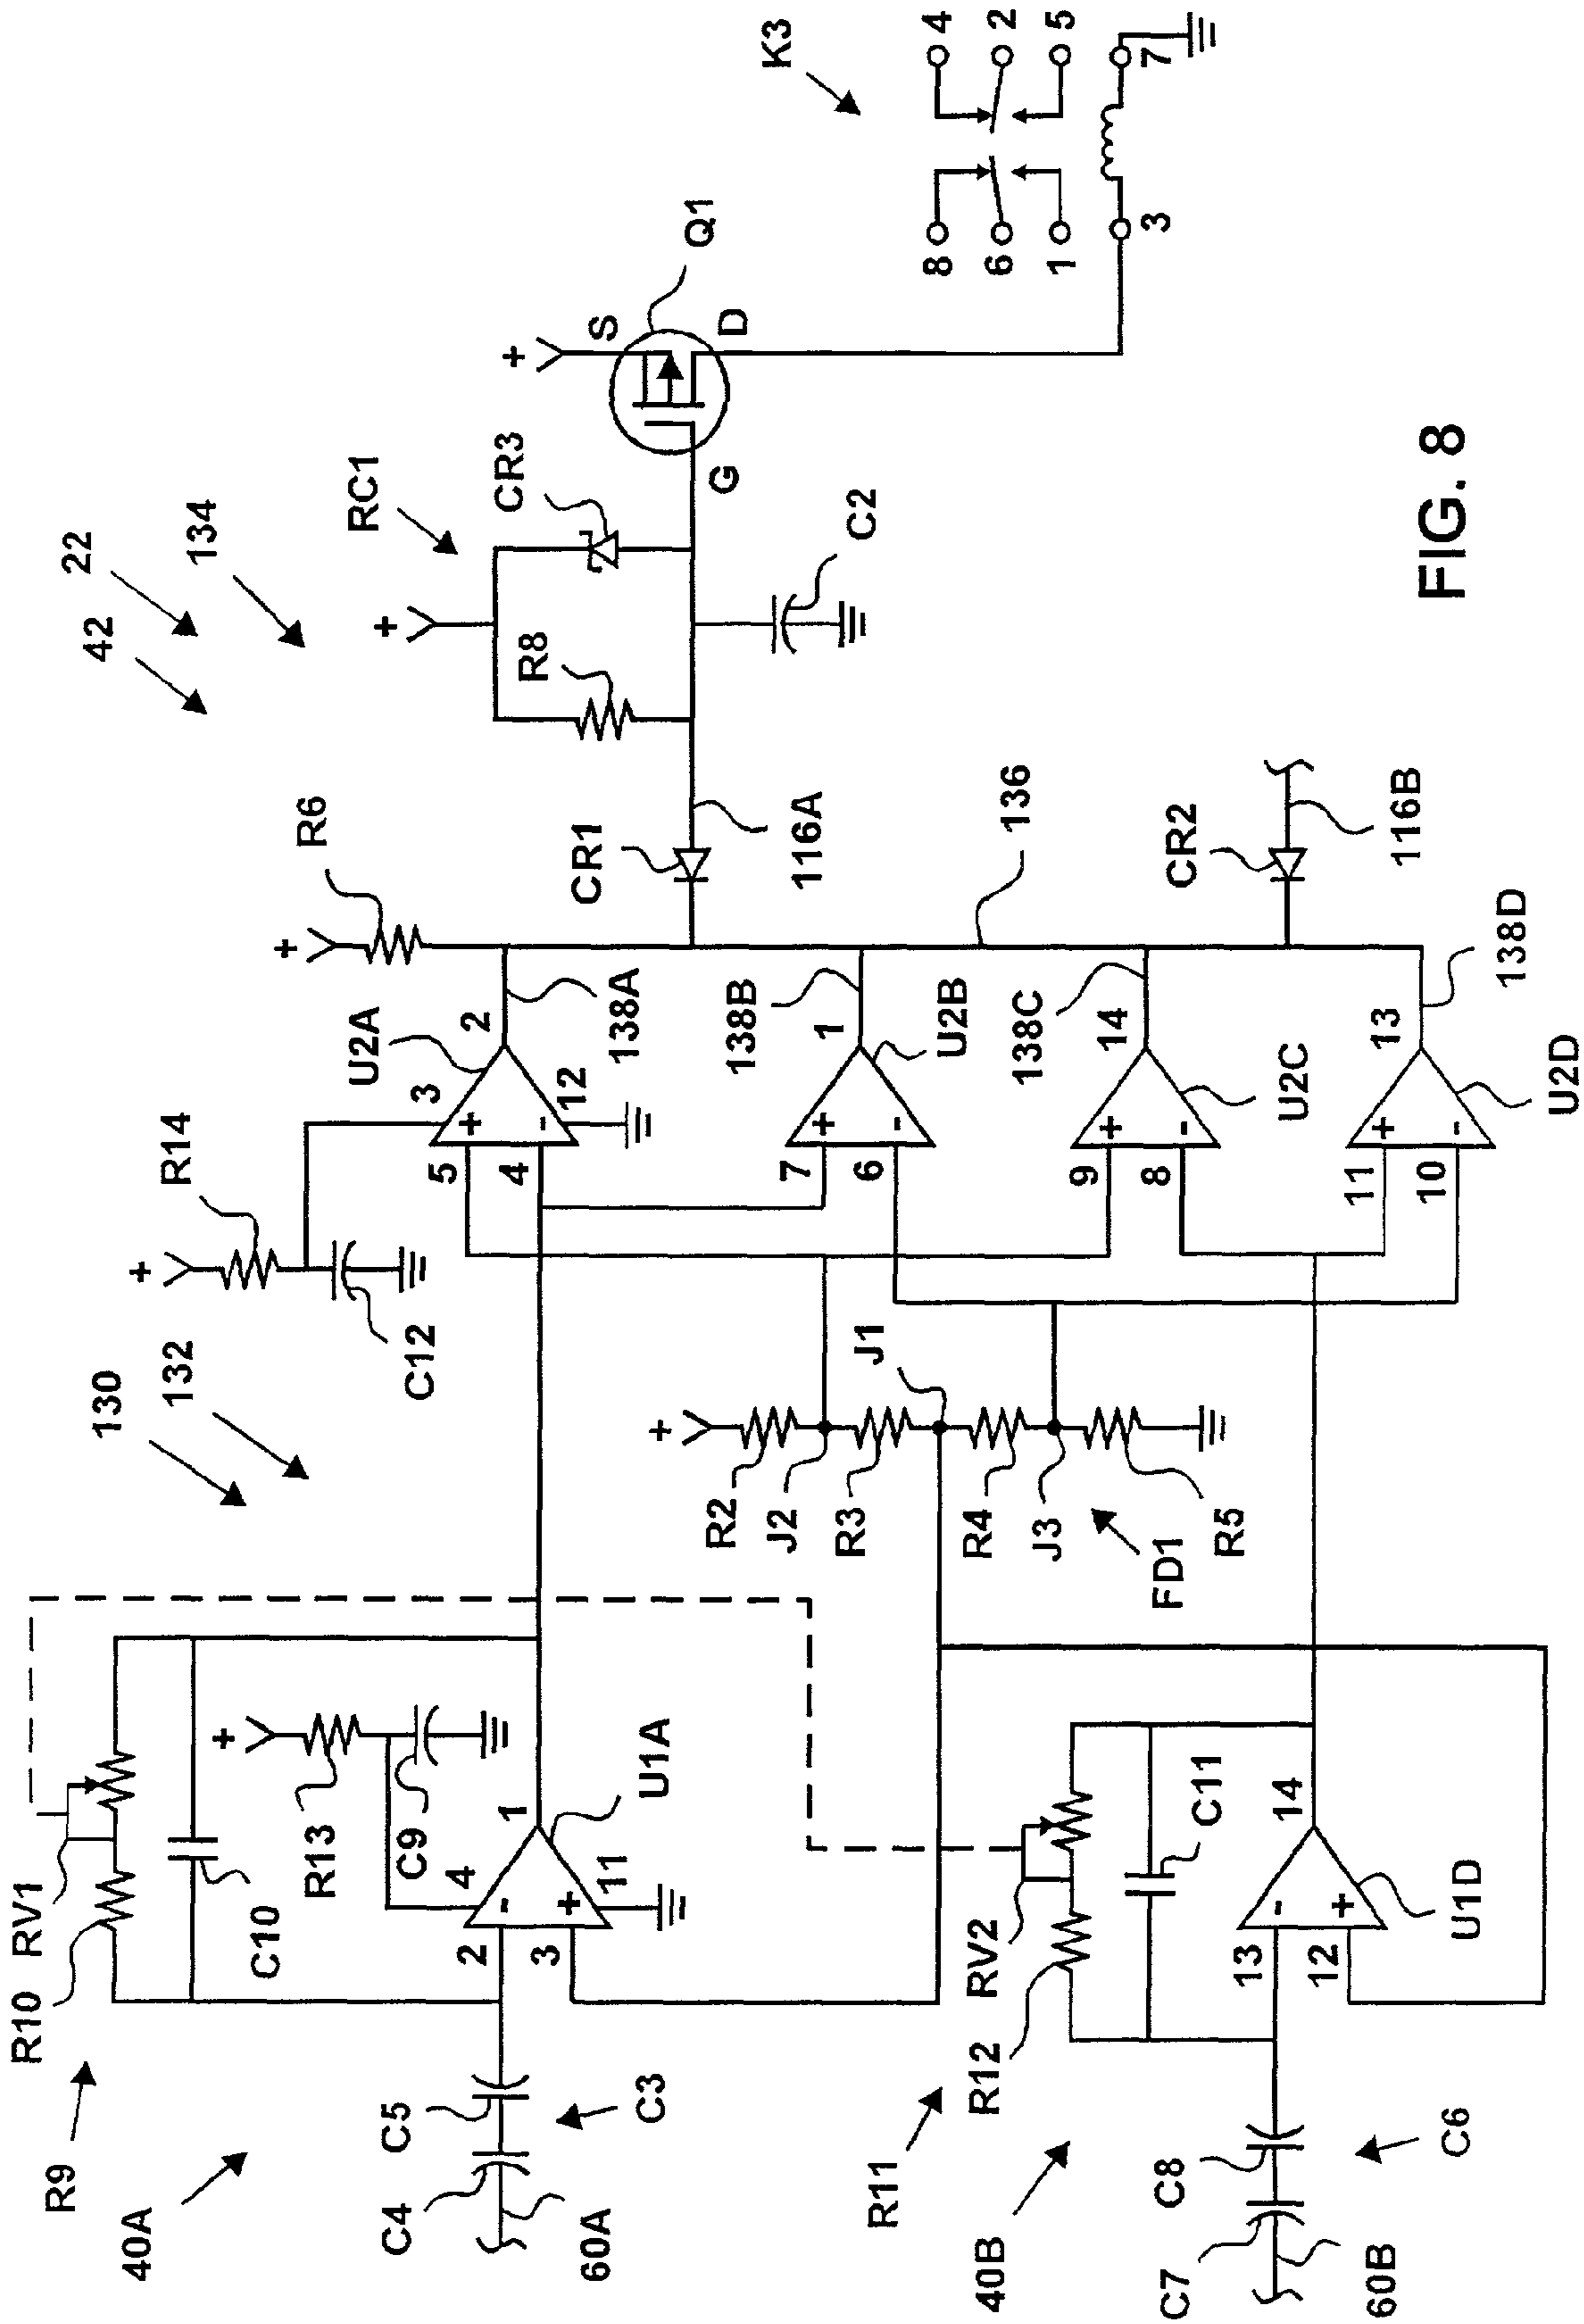 22
42
134
130
132
R9
R10
RV1
C10
R13
+
C9
4
2
3
-
+
1
11
U1A
40A
C4
C5
C3
60A
R14
+
C12
R6
+
U2A
3
5
4
+
-
2
12
138A
RC1
+
R8
CR3
C2
CR1
116A
+
S
G
D
Q1
K3
8
6
1
3
4
2
5
7
+
R2
J2
R3
J1
R4
J3
R5
FD1
7
6
+
-
1
138B
U2B
136
9
8
+
-
14
138C
U2C
11
10
+
-
13
138D
U2D
CR2
116B
R11
R12
RV2
C11
13
12
-
+
14
U1D
40B
C7
C8
C6
60B
FIG. 8